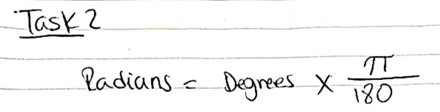 Task 2
Radians = Degrees × π/180